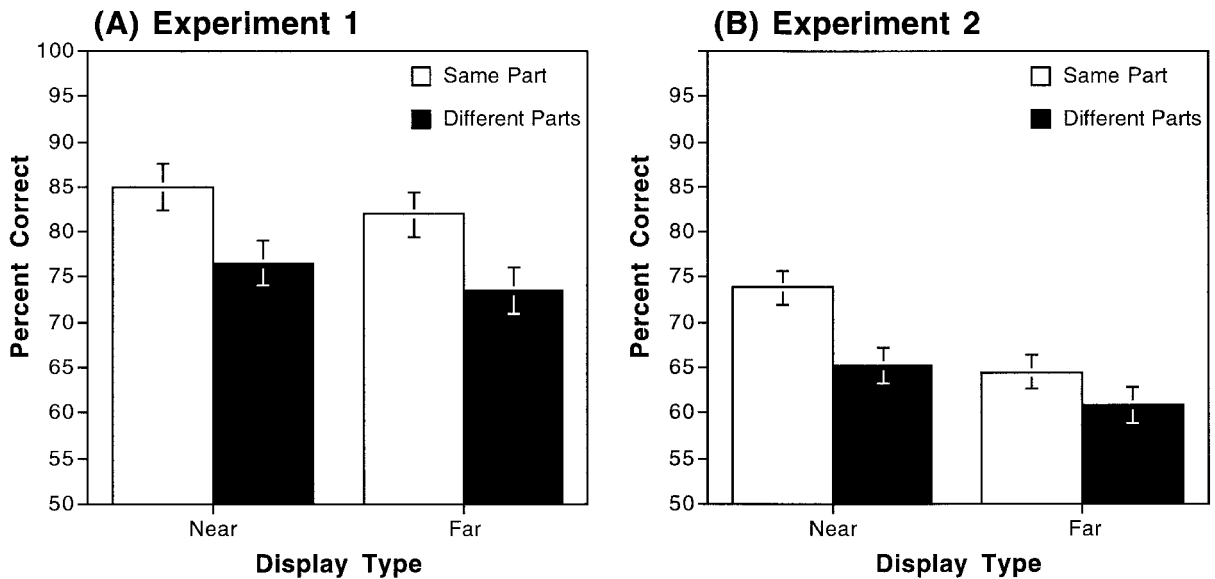 (A) Experiment 1
100
95
90
85
80
75
70
65
60
55
50
Percent Correct
Same Part
Different Parts
Near
Far
Display Type
(B) Experiment 2
95
90
85
80
75
70
65
60
55
50
Percent Correct
Same Part
Different Parts
Near
Far
Display Type